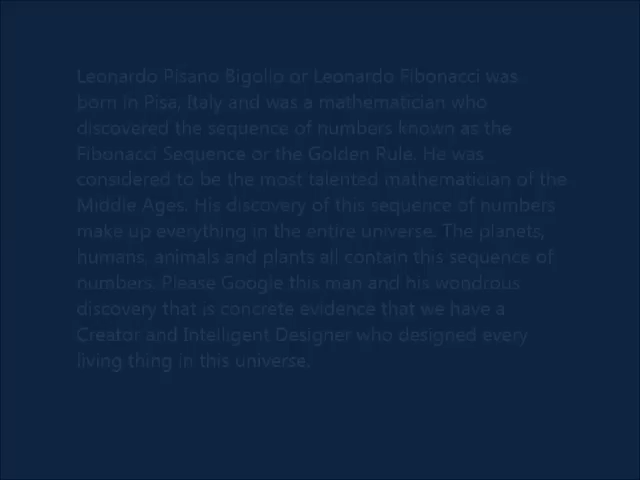 Leonardo Pisano Bigollo or Leonardo Fibonacci was
born in Pisa, Italy and was a mathematician who
discovered the sequence of numbers known as the
Fibonacci Sequence or the Golden Rule. He was
considered to be the most talented mathematician of the
Middle Ages. His discovery of this sequence of numbers
make up everything in the entire universe. The planets,
humans, animals and plants all contain this sequence of
numbers. Please Google this man and his wondrous
discovery that is concrete evidence that we have a
Creator and Intelligent Designer who designed every
living thing in this universe.